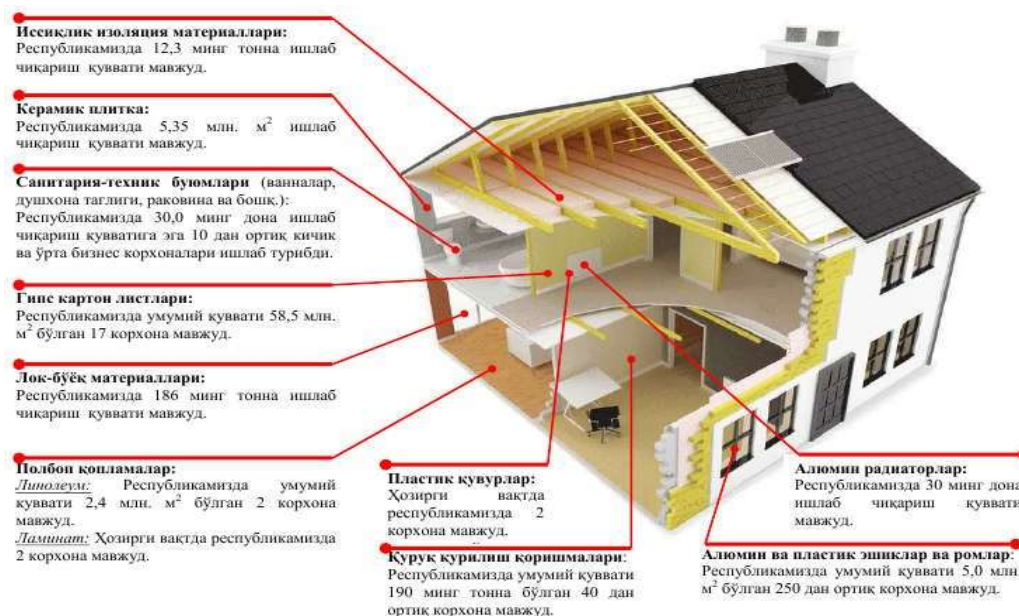 Иссиқлик изоляция материаллари:
Республикамизда 12,3 минг тонна ишлаб
чиқариш қуввати мавжуд.
Керамик плитка:
Республикамизда 5,35 млн. м² ишлаб
чиқариш қуввати мавжуд.
Санитария-техник буюмлари (ванналар,
душхона таглиги, раковина ва бошқ.):
Республикамизда 30,0 минг дона ишлаб
чиқариш қувватига эга 10 дан ортиқ кичик
ва ўрта бизнес корхоналари ишлаб турибди.
Гипс картон листлари:
Республикамизда умумий қуввати 58,5 млн.
м² бўлган 17 корхона мавжуд.
Лок-бўёқ материаллари:
Республикамизда 186 минг тонна ишлаб
чиқариш қуввати мавжуд.
Полбоп қопламалар:
Линолеум: Республикамизда умумий
қуввати 2,4 млн. м² бўлган 2 корхона
мавжуд.
Ламинат: Ҳозирги вақтда республикамизда
2 корхона мавжуд.
Пластик қувурлар:
Ҳозирги вақтда
республикамизда 2
корхона мавжуд.
Қуруқ қурилиш қоришмалари:
Республикамизда умумий қуввати
190 минг тонна бўлган 40 дан
ортиқ корхона мавжуд.
Алюмин радиаторлар:
Республикамизда 30 минг дона
ишлаб чиқариш қуввати
мавжуд.
Алюмин ва пластик эшиклар ва ромлар:
Республикамизда умумий қуввати 5,0 млн.
м² бўлган 250 дан ортиқ корхона мавжуд.